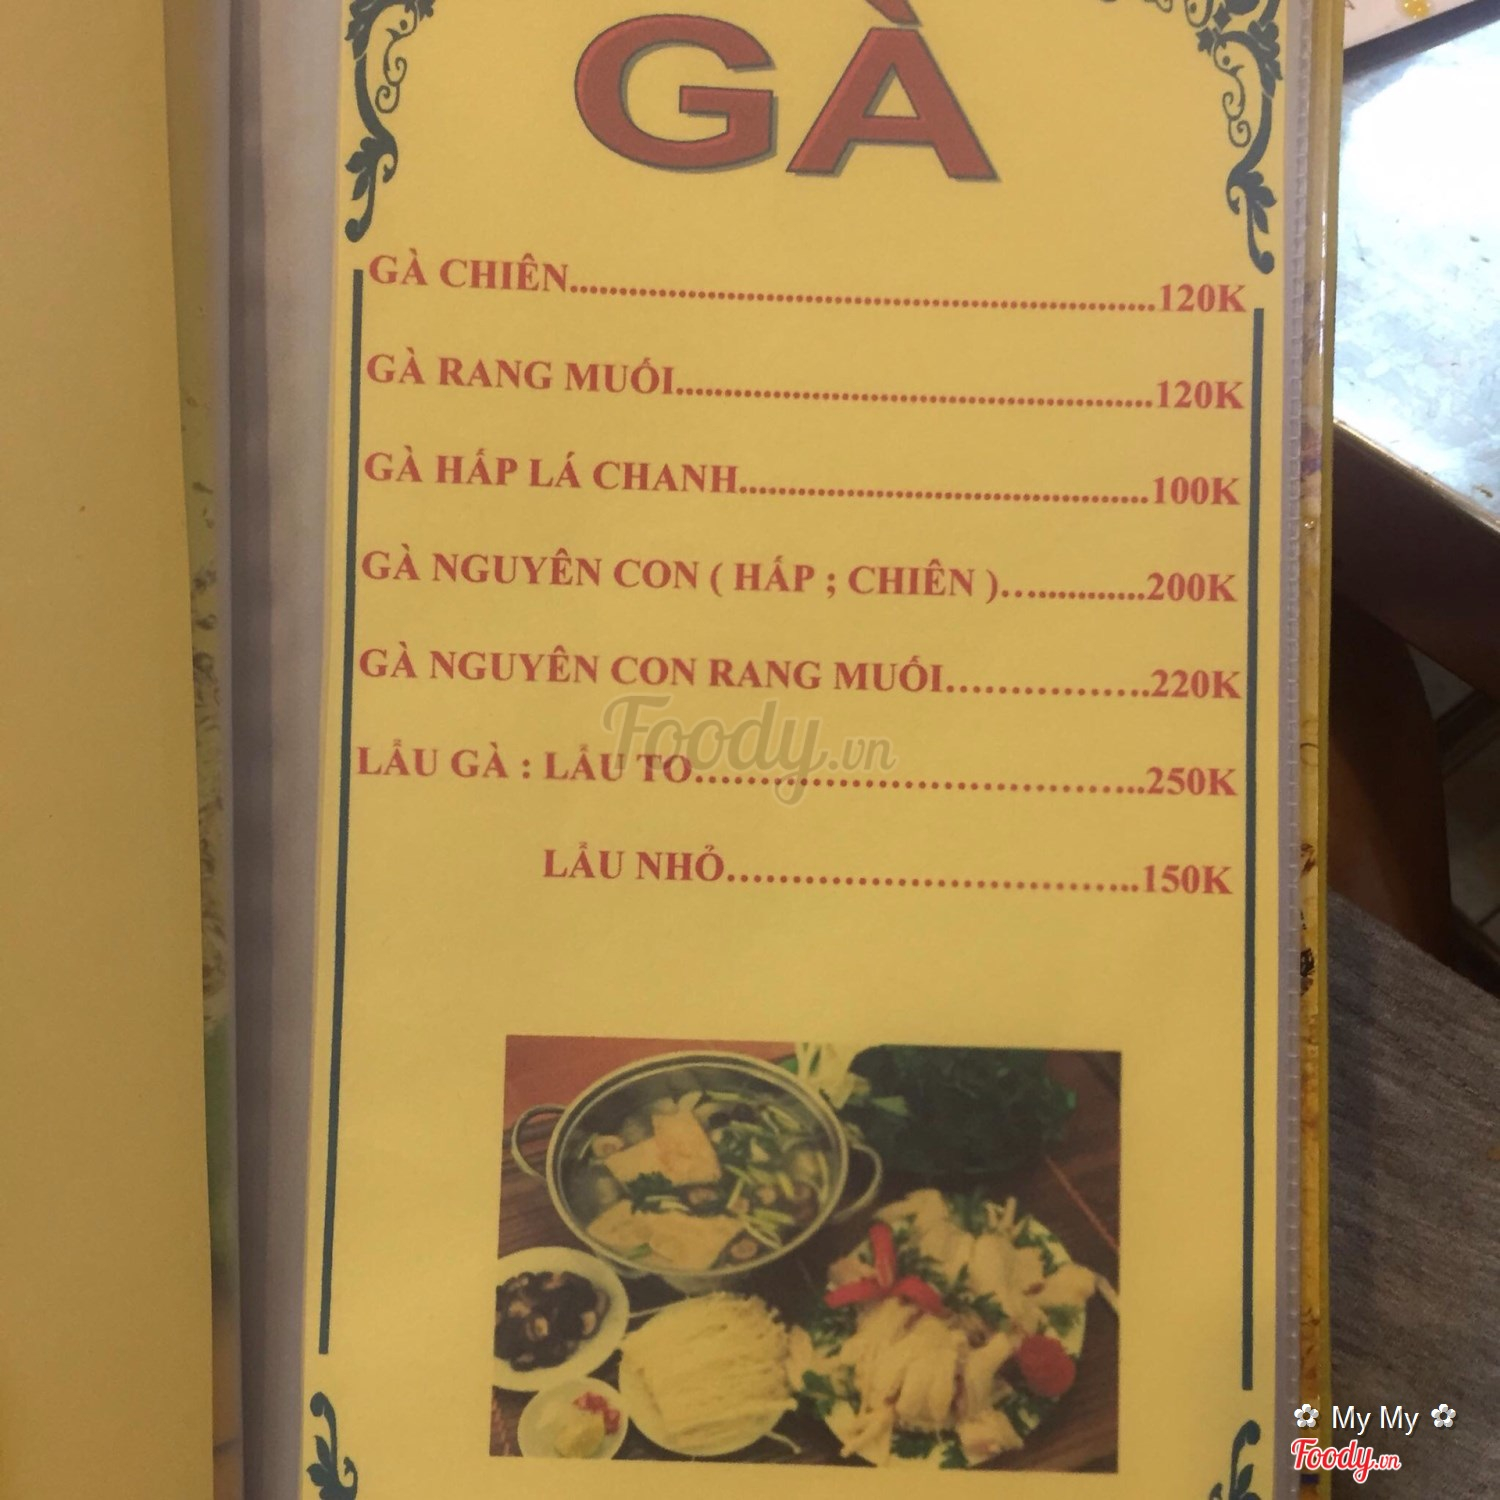 GÀ
GÀ CHIÊN....................................................................120K
GÀ RANG MUỐI........................................................120K
GÀ HẤP LÁ CHANH................................................100K
GÀ NGUYÊN CON ( HẤP ; CHIÊN )…............200K
GÀ NGUYÊN CON RANG MUỐI……………….220K
LẨU GÀ : LẨU TO…………………………………..250K
LẨU NHỎ………………………………..150K
Foody.vn
✿ My My ✿
Foody.vn